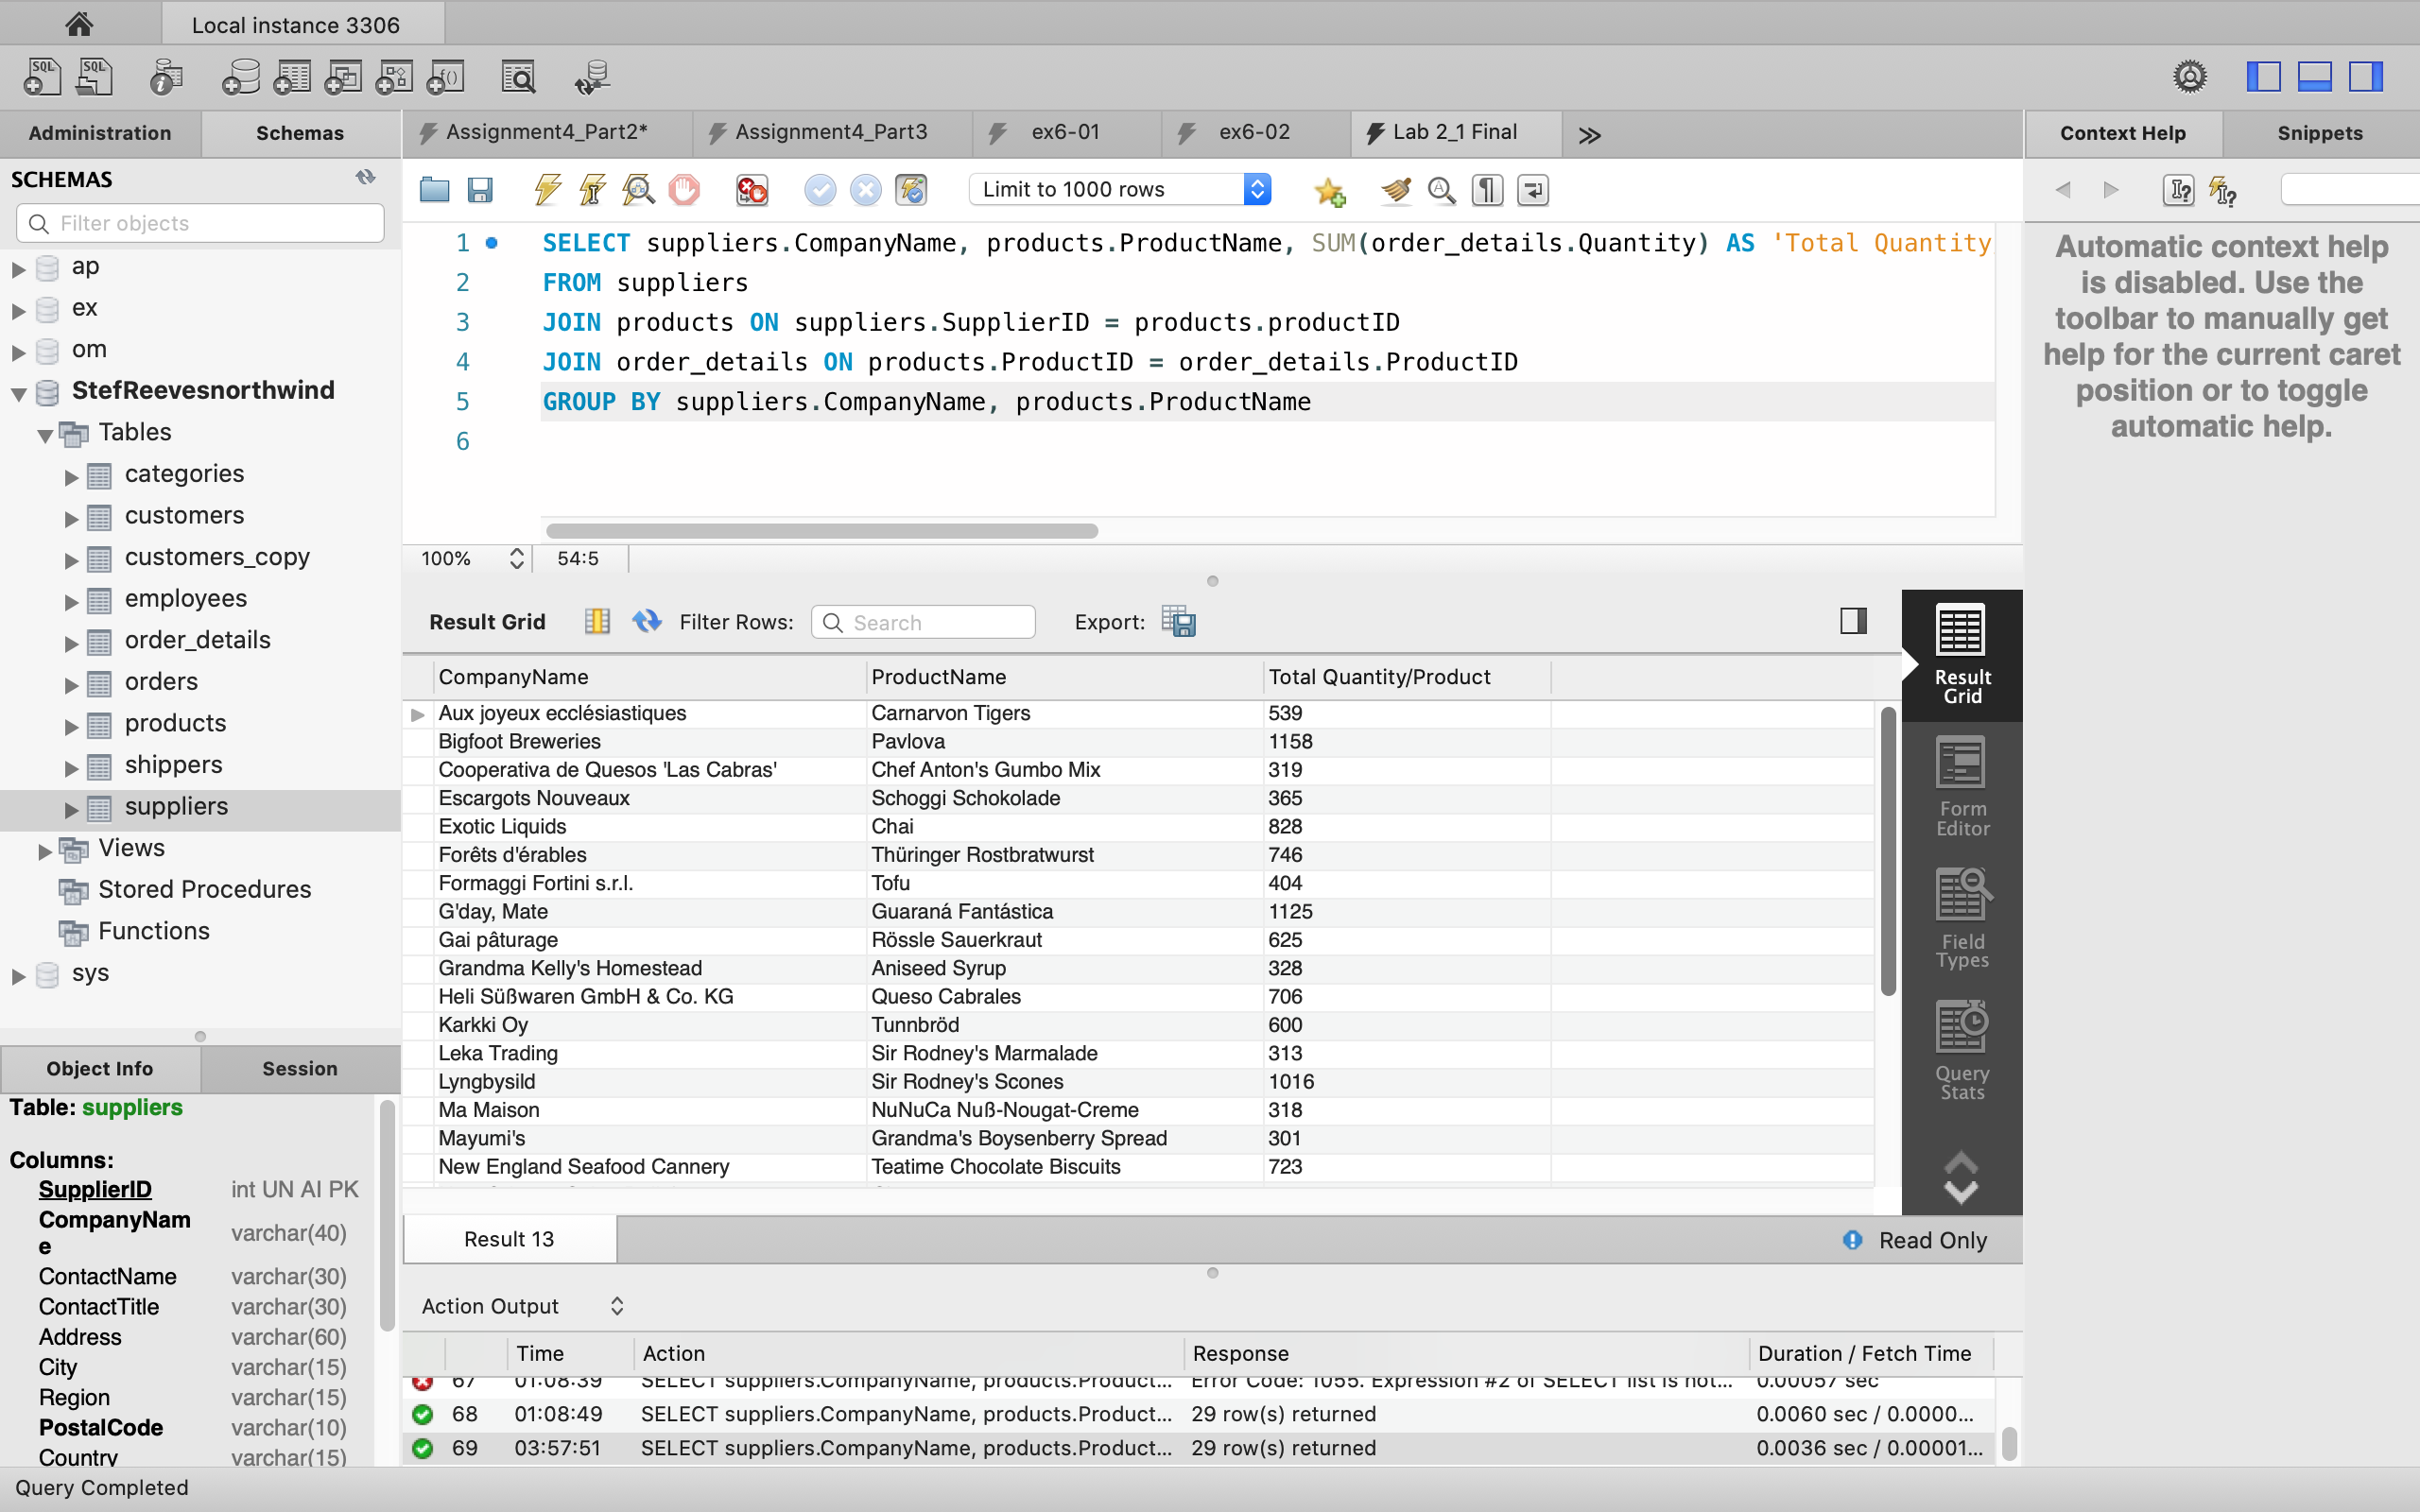 Local instance 3306
SQL SQL
Administration Schemas
SCHEMAS
Filter objects
ap
ex
om
StefReevesnorthwind
Tables
categories
customers
customers_copy
employees
order_details
orders
products
shippers
suppliers
Views
Stored Procedures
Functions
sys
Object Info Session
Table: suppliers
Columns:
SupplierID int UN AI PK
CompanyNam
e varchar(40)
ContactName varchar(30)
ContactTitle varchar(30)
Address varchar(60)
City varchar(15)
Region varchar(15)
PostalCode varchar(10)
Country varchar(15)
Query Completed
Assignment4_Part2* Assignment4_Part3 ex6-01 ex6-02 Lab 2_1 Final
Limit to 1000 rows
1 SELECT suppliers.CompanyName, products.ProductName, SUM(order_details.Quantity) AS 'Total Quantity
2 FROM suppliers
3 JOIN products ON suppliers.SupplierID = products.productID
4 JOIN order_details ON products.ProductID = order_details.ProductID
5 GROUP BY suppliers.CompanyName, products.ProductName
6
100% 54:5
Result Grid Filter Rows: Search Export:
CompanyName ProductName Total Quantity/Product
Aux joyeux ecclésiastiques Carnarvon Tigers 539
Bigfoot Breweries Pavlova 1158
Cooperativa de Quesos 'Las Cabras' Chef Anton's Gumbo Mix 319
Escargots Nouveaux Schoggi Schokolade 365
Exotic Liquids Chai 828
Forêts d'érables Thüringer Rostbratwurst 746
Formaggi Fortini s.r.l. Tofu 404
G'day, Mate Guaraná Fantástica 1125
Gai pâturage Rössle Sauerkraut 625
Grandma Kelly's Homestead Aniseed Syrup 328
Heli Süßwaren GmbH & Co. KG Queso Cabrales 706
Karkki Oy Tunnbröd 600
Leka Trading Sir Rodney's Marmalade 313
Lyngbysild Sir Rodney's Scones 1016
Ma Maison NuNuCa Nuß-Nougat-Creme 318
Mayumi's Grandma's Boysenberry Spread 301
New England Seafood Cannery Teatime Chocolate Biscuits 723
Result
Grid
Form
Editor
Field
Types
Query
Stats
Result 13 Read Only
Action Output
Time Action Response Duration / Fetch Time
67 01:08:39 SELECT suppliers.CompanyName, products.Product... Error Code: 1055. Expression #2 of SELECT list is not... 0.00057 sec
68 01:08:49 SELECT suppliers.CompanyName, products.Product... 29 row(s) returned 0.0060 sec / 0.0000...
69 03:57:51 SELECT suppliers.CompanyName, products.Product... 29 row(s) returned 0.0036 sec / 0.00001...
Context Help Snippets
Automatic context help
is disabled. Use the
toolbar to manually get
help for the current caret
position or to toggle
automatic help.